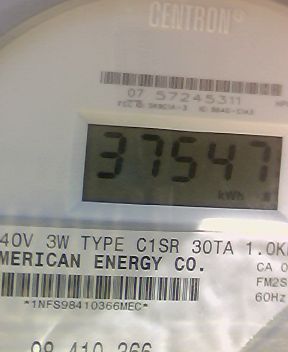 CENTRON®
07 57245311
37547
kWh
40V 3W TYPE C1SR 30TA 1.0K
MERICAN ENERGY CO.
CA 0
FM2S
*1NFS98410366MEC*
60Hz
98 410 366